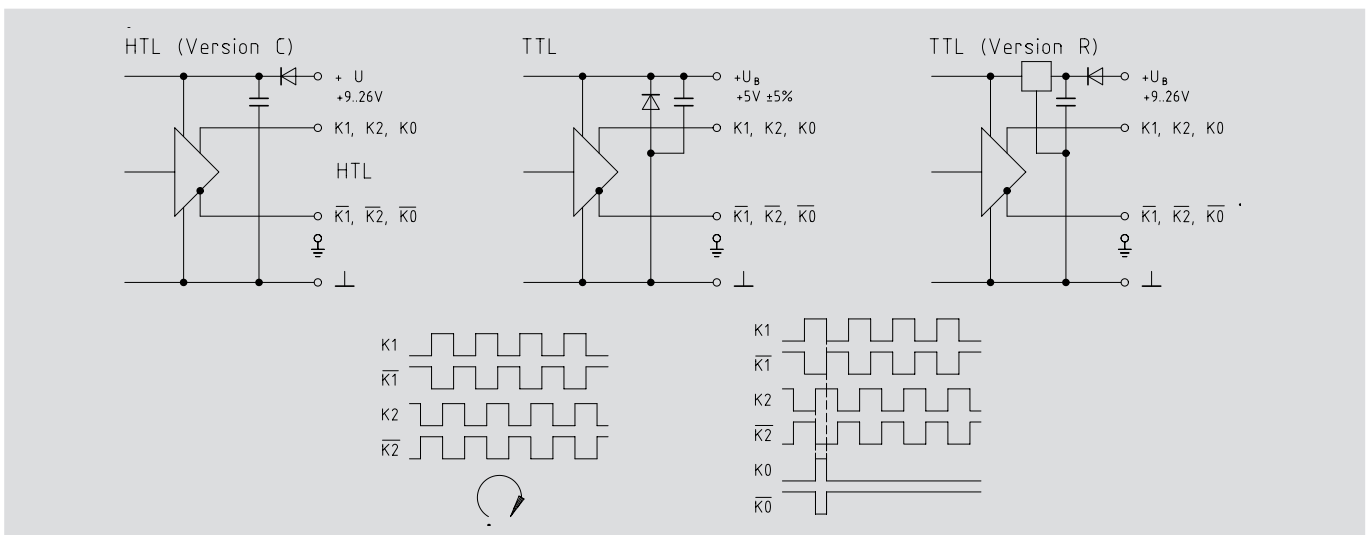 HTL (Version C)
+ U
+9..26V
K1, K2, K0
HTL
K̅1̅, K̅2̅, K̅0̅
TTL
+U_B
+5V ±5%
K1, K2, K0
K̅1̅, K̅2̅, K̅0̅
TTL (Version R)
+U_B
+9..26V
K1, K2, K0
K̅1̅, K̅2̅, K̅0̅
K1
K̅1̅
K2
K̅2̅
K1
K̅1̅
K2
K̅2̅
K0
K̅0̅